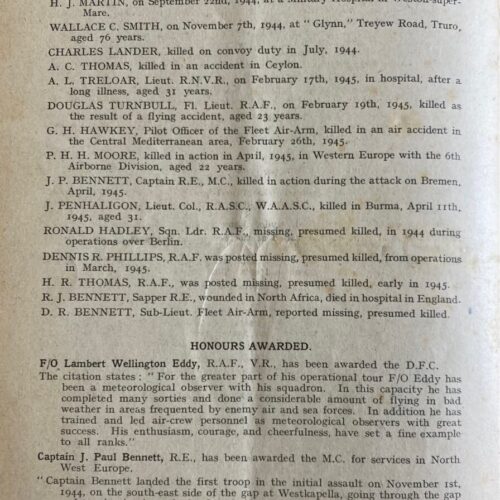 H. J. MARTIN, on September 22nd, 1944, at a Military Hospital in Weston-super-
Mare.
WALLACE C. SMITH, on November 7th, 1944, at "Glynn," Treyew Road, Truro,
aged 76 years.
CHARLES LANDER, killed on convoy duty in July, 1944.
A. C. THOMAS, killed in an accident in Ceylon.
A. L. TRELOAR, Lieut. R.N.V.R., on February 17th, 1945, in hospital, after a
long illness, aged 31 years.
DOUGLAS TURNBULL, Fl. Lieut. R.A.F., on February 19th, 1945, killed as
the result of a flying accident, aged 23 years.
G. H. HAWKEY, Pilot Officer of the Fleet Air-Arm, killed in an air accident in
the Central Mediterranean area, February 26th, 1945.
P. H. H. MOORE, killed in action in April, 1945, in Western Europe with the 6th
Airborne Division, aged 22 years.
J. P. BENNETT, Captain R.E., M.C., killed in action during the attack on Bremen,
April, 1945.
J. PENHALIGON, Lieut. Col., R.A.S.C., W.A.A.S.C., killed in Burma, April 11th,
1945, aged 31.
RONALD HADLEY, Sqn. Ldr. R.A.F., missing, presumed killed, in 1944 during
operations over Berlin.
DENNIS R. PHILLIPS, R.A.F. was posted missing, presumed killed, from operations
in March, 1945.
H. R. THOMAS, R.A.F., was posted missing, presumed killed, early in 1945.
R. J. BENNETT, Sapper R.E., wounded in North Africa, died in hospital in England.
D. R. BENNETT, Sub-Lieut. Fleet Air-Arm, reported missing, presumed killed.
HONOURS AWARDED.
F/O Lambert Wellington Eddy, R.A.F., V.R., has been awarded the D.F.C.
The citation states: "For the greater part of his operational tour F/O Eddy has
been a meteorological observer with his squadron. In this capacity he has
completed many sorties and done a considerable amount of flying in bad
weather in areas frequented by enemy air and sea forces. In addition he has
trained and led air-crew personnel as meteorological observers with great
success. His enthusiasm, courage, and cheerfulness, have set a fine example
to all ranks."
Captain J. Paul Bennett, R.E., has been awarded the M.C. for services in North
West Europe.
"Captain Bennett landed the first troop in the initial assault on November 1st,
1944, on the south-east side of the gap at Westkapella, going through the gap